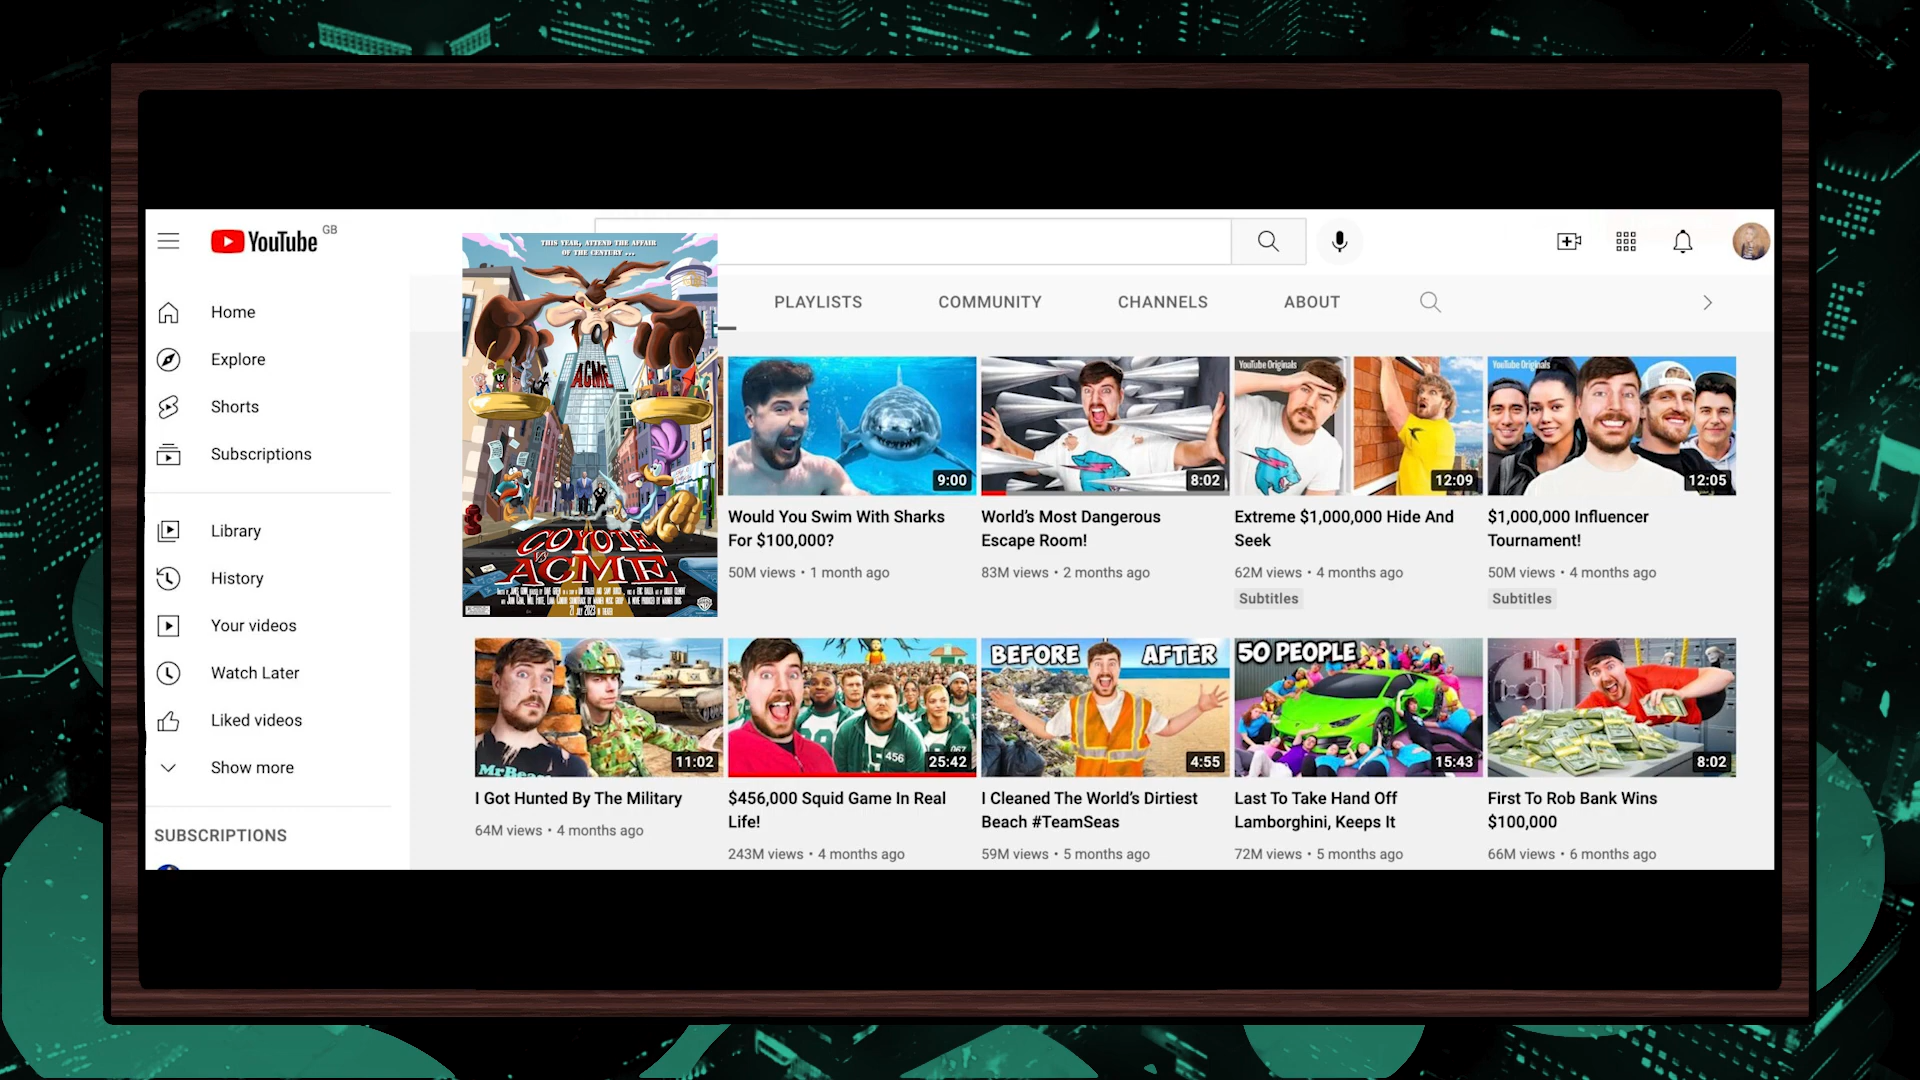 YouTube GB
Home
Explore
Shorts
Subscriptions
Library
History
Your videos
Watch Later
Liked videos
Show more
SUBSCRIPTIONS
PLAYLISTS COMMUNITY CHANNELS ABOUT
THIS YEAR, ATTEND THE AFFAIR
OF THE CENTURY ...
ACME
COYOTE
VS
ACME
21 JULY 2023
9:00
Would You Swim With Sharks
For $100,000?
50M views • 1 month ago
8:02
World's Most Dangerous
Escape Room!
83M views • 2 months ago
YouTube Originals
12:09
Extreme $1,000,000 Hide And
Seek
62M views • 4 months ago
Subtitles
YouTube Originals
12:05
$1,000,000 Influencer
Tournament!
50M views • 4 months ago
Subtitles
11:02
I Got Hunted By The Military
64M views • 4 months ago
456
067
25:42
$456,000 Squid Game In Real
Life!
243M views • 4 months ago
BEFORE AFTER
4:55
I Cleaned The World's Dirtiest
Beach #TeamSeas
59M views • 5 months ago
50 PEOPLE
15:43
Last To Take Hand Off
Lamborghini, Keeps It
72M views • 5 months ago
8:02
First To Rob Bank Wins
$100,000
66M views • 6 months ago